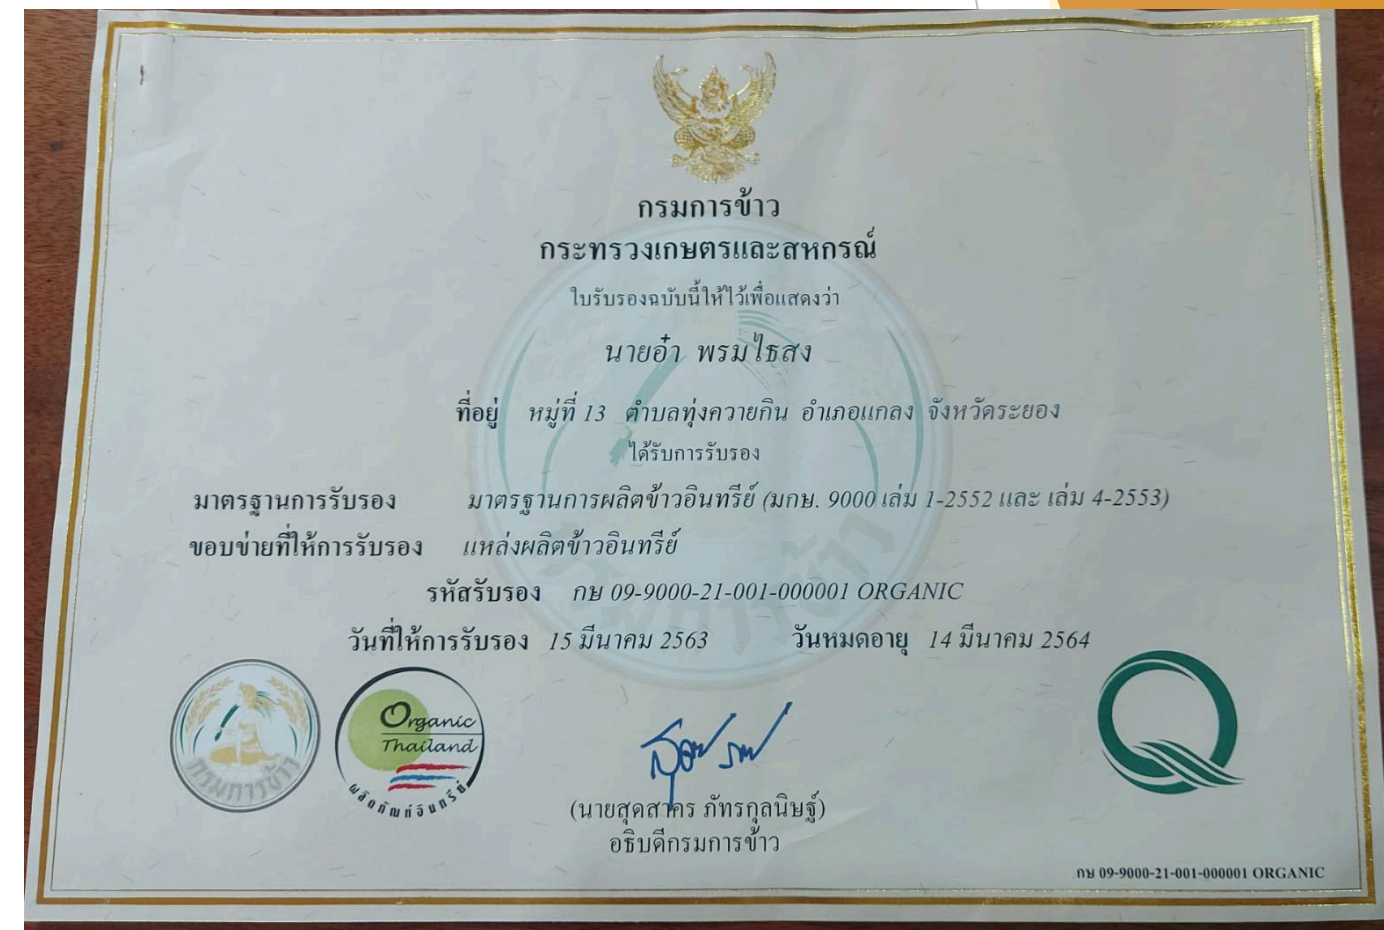 กรมการข้าว
กระทรวงเกษตรและสหกรณ์
ใบรับรองฉบับนี้ให้ไว้เพื่อแสดงว่า
นายอ๋ำ พรมไธสง
ที่อยู่ หมู่ที่ 13 ตำบลทุ่งควายกิน อำเภอแกลง จังหวัดระยอง
ได้รับการรับรอง
มาตรฐานการรับรอง มาตรฐานการผลิตข้าวอินทรีย์ (มกษ. 9000 เล่ม 1-2552 และ เล่ม 4-2553)
ขอบข่ายที่ให้การรับรอง แหล่งผลิตข้าวอินทรีย์
รหัสรับรอง กษ 09-9000-21-001-000001 ORGANIC
วันที่ให้การรับรอง 15 มีนาคม 2563 วันหมดอายุ 14 มีนาคม 2564
กรมการข้าว
Organic
Thailand
ผลิตภัณฑ์อินทรีย์
(นายสุดสาคร ภัทรกุลนิษฐ์)
อธิบดีกรมการข้าว
กษ 09-9000-21-001-000001 ORGANIC